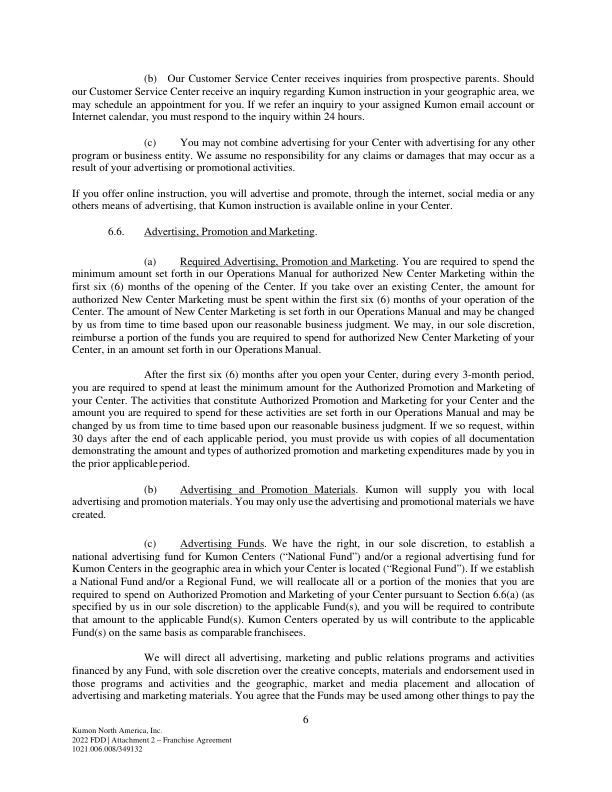 (b) Our Customer Service Center receives inquiries from prospective parents. Should
our Customer Service Center receive an inquiry regarding Kumon instruction in your geographic area, we
may schedule an appointment for you. If we refer an inquiry to your assigned Kumon email account or
Internet calendar, you must respond to the inquiry within 24 hours.
(c) You may not combine advertising for your Center with advertising for any other
program or business entity. We assume no responsibility for any claims or damages that may occur as a
result of your advertising or promotional activities.
If you offer online instruction, you will advertise and promote, through the internet, social media or any
others means of advertising, that Kumon instruction is available online in your Center.
6.6. Advertising, Promotion and Marketing.
(a) Required Advertising, Promotion and Marketing. You are required to spend the
minimum amount set forth in our Operations Manual for authorized New Center Marketing within the
first six (6) months of the opening of the Center. If you take over an existing Center, the amount for
authorized New Center Marketing must be spent within the first six (6) months of your operation of the
Center. The amount of New Center Marketing is set forth in our Operations Manual and may be changed
by us from time to time based upon our reasonable business judgment. We may, in our sole discretion,
reimburse a portion of the funds you are required to spend for authorized New Center Marketing of your
Center, in an amount set forth in our Operations Manual.
After the first six (6) months after you open your Center, during every 3-month period,
you are required to spend at least the minimum amount for the Authorized Promotion and Marketing of
your Center. The activities that constitute Authorized Promotion and Marketing for your Center and the
amount you are required to spend for these activities are set forth in our Operations Manual and may be
changed by us from time to time based upon our reasonable business judgment. If we so request, within
30 days after the end of each applicable period, you must provide us with copies of all documentation
demonstrating the amount and types of authorized promotion and marketing expenditures made by you in
the prior applicable period.
(b) Advertising and Promotion Materials. Kumon will supply you with local
advertising and promotion materials. You may only use the advertising and promotional materials we have
created.
(c) Advertising Funds. We have the right, in our sole discretion, to establish a
national advertising fund for Kumon Centers (“National Fund”) and/or a regional advertising fund for
Kumon Centers in the geographic area in which your Center is located (“Regional Fund”). If we establish
a National Fund and/or a Regional Fund, we will reallocate all or a portion of the monies that you are
required to spend on Authorized Promotion and Marketing of your Center pursuant to Section 6.6(a) (as
specified by us in our sole discretion) to the applicable Fund(s), and you will be required to contribute
that amount to the applicable Fund(s). Kumon Centers operated by us will contribute to the applicable
Fund(s) on the same basis as comparable franchisees.
We will direct all advertising, marketing and public relations programs and activities
financed by any Fund, with sole discretion over the creative concepts, materials and endorsement used in
those programs and activities and the geographic, market and media placement and allocation of
advertising and marketing materials. You agree that the Funds may be used among other things to pay the
6
Kumon North America, Inc.
2022 FDD | Attachment 2 – Franchise Agreement
1021.006.008/349132